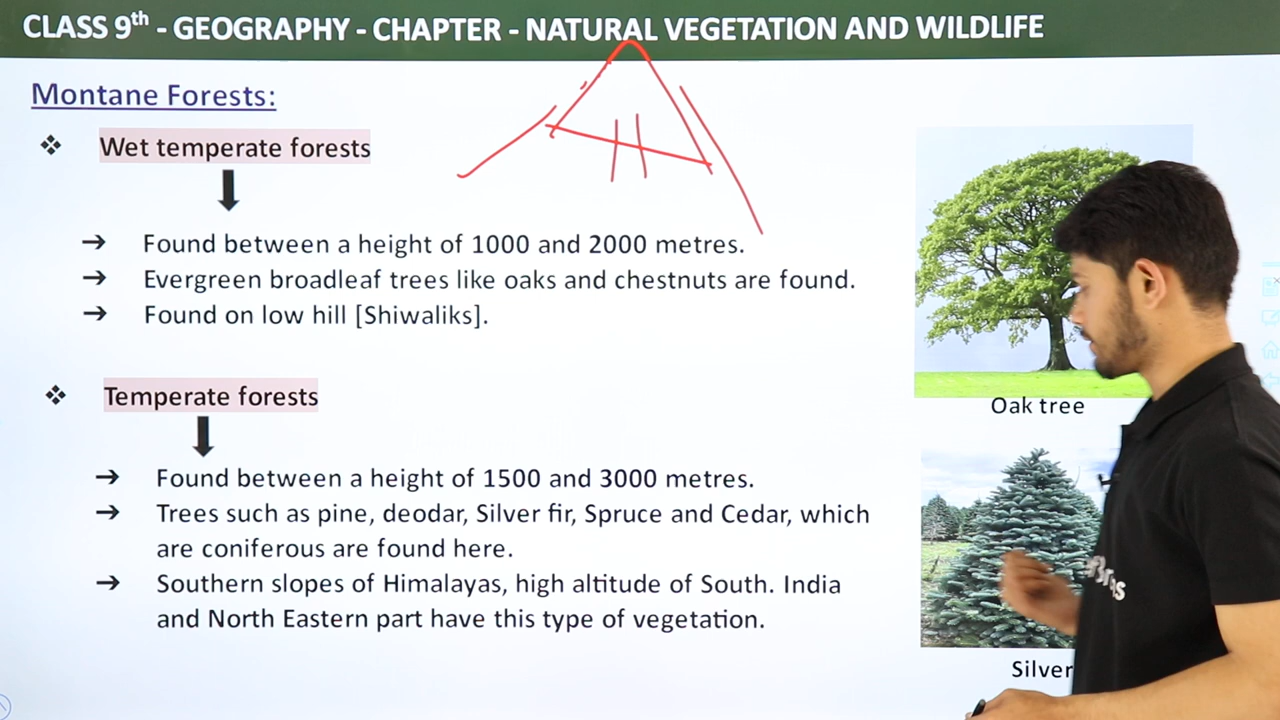 CLASS 9th - GEOGRAPHY - CHAPTER - NATURAL VEGETATION AND WILDLIFE
Montane Forests:
❖ Wet temperate forests
➔ Found between a height of 1000 and 2000 metres.
➔ Evergreen broadleaf trees like oaks and chestnuts are found.
➔ Found on low hill [Shiwaliks].
Oak tree
❖ Temperate forests
➔ Found between a height of 1500 and 3000 metres.
➔ Trees such as pine, deodar, Silver fir, Spruce and Cedar, which
are coniferous are found here.
➔ Southern slopes of Himalayas, high altitude of South. India
and North Eastern part have this type of vegetation.
Silver